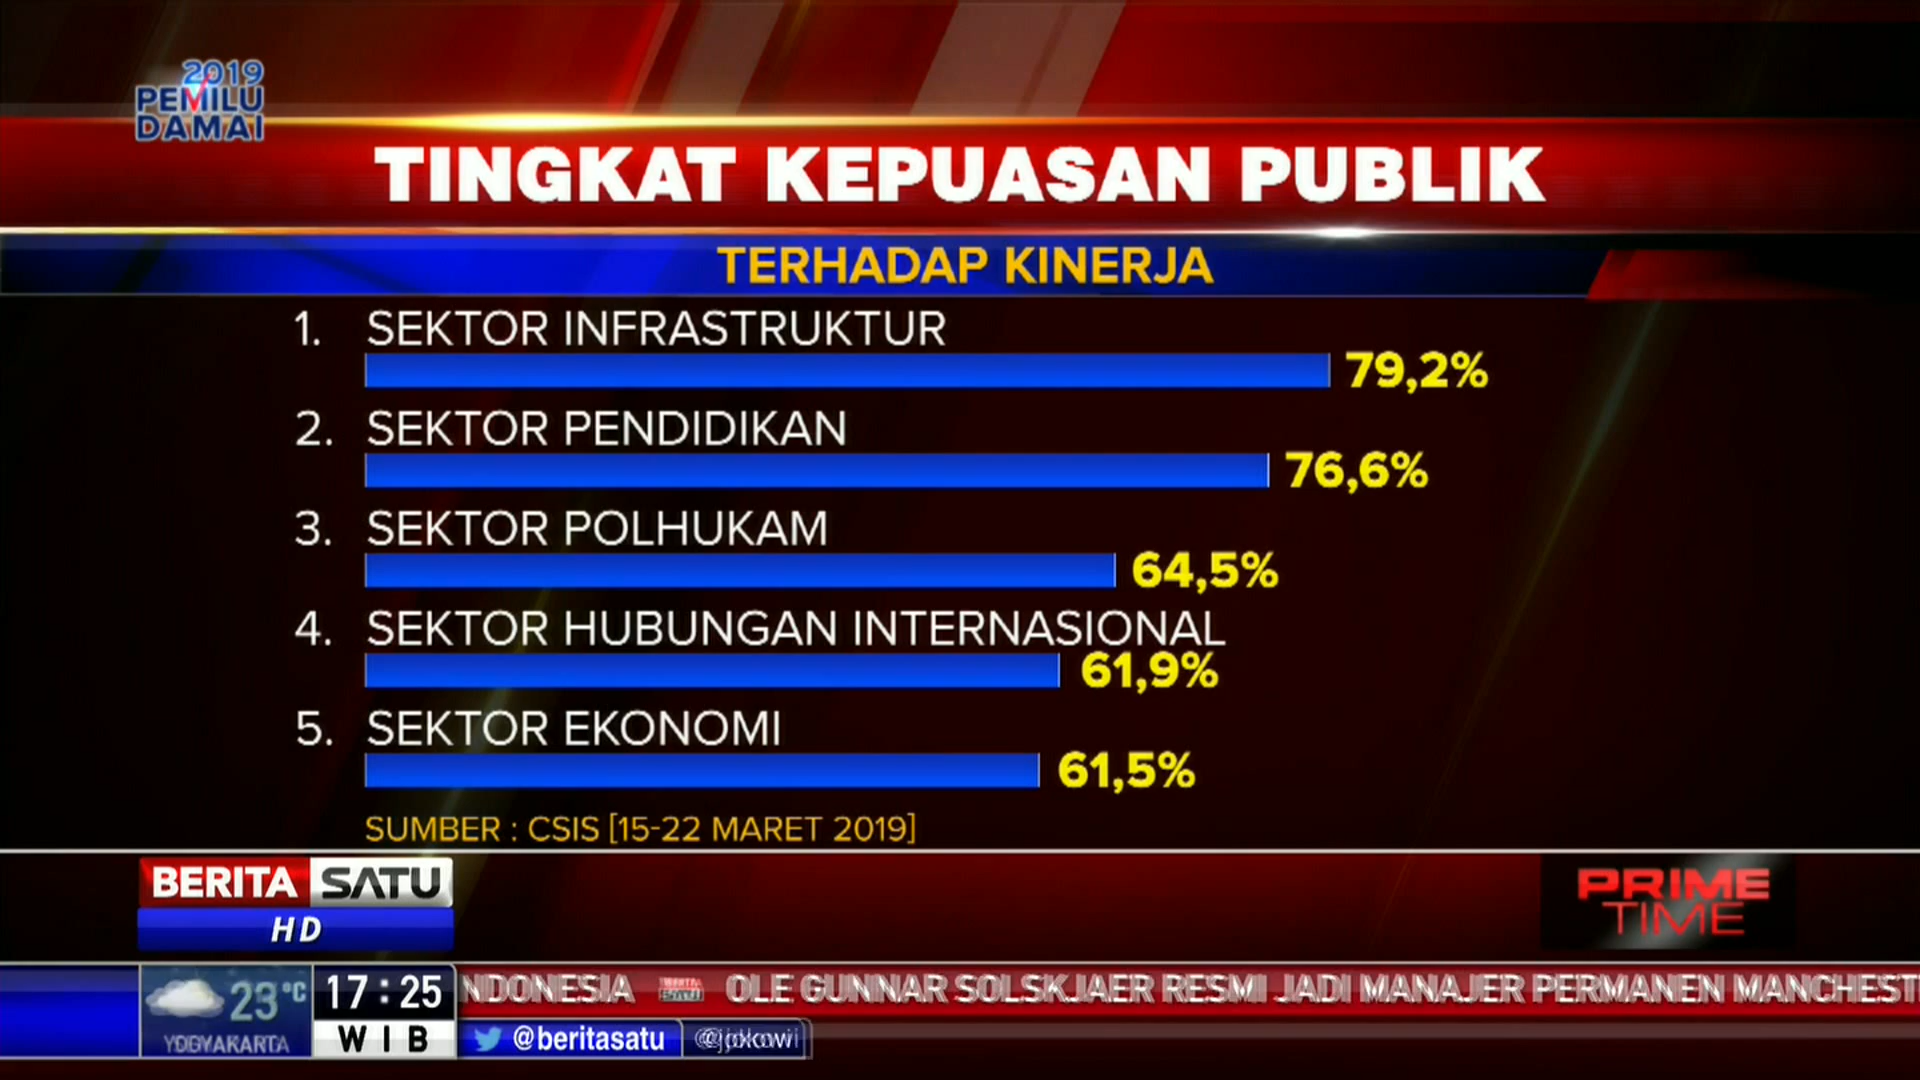 2019
PEMILU
DAMAI
TINGKAT KEPUASAN PUBLIK
TERHADAP KINERJA
1. SEKTOR INFRASTRUKTUR
79,2%
2. SEKTOR PENDIDIKAN
76,6%
3. SEKTOR POLHUKAM
64,5%
4. SEKTOR HUBUNGAN INTERNASIONAL
61,9%
5. SEKTOR EKONOMI
61,5%
SUMBER : CSIS [15-22 MARET 2019]
BERITA SATU
HD
PRIME
TIME
23°C
YOGYAKARTA
17:25
WIB
NDONESIA BERITA SATU OLE GUNNAR SOLSKJAER RESMI JADI MANAJER PERMANEN MANCHEST
@beritasatu @jokowi